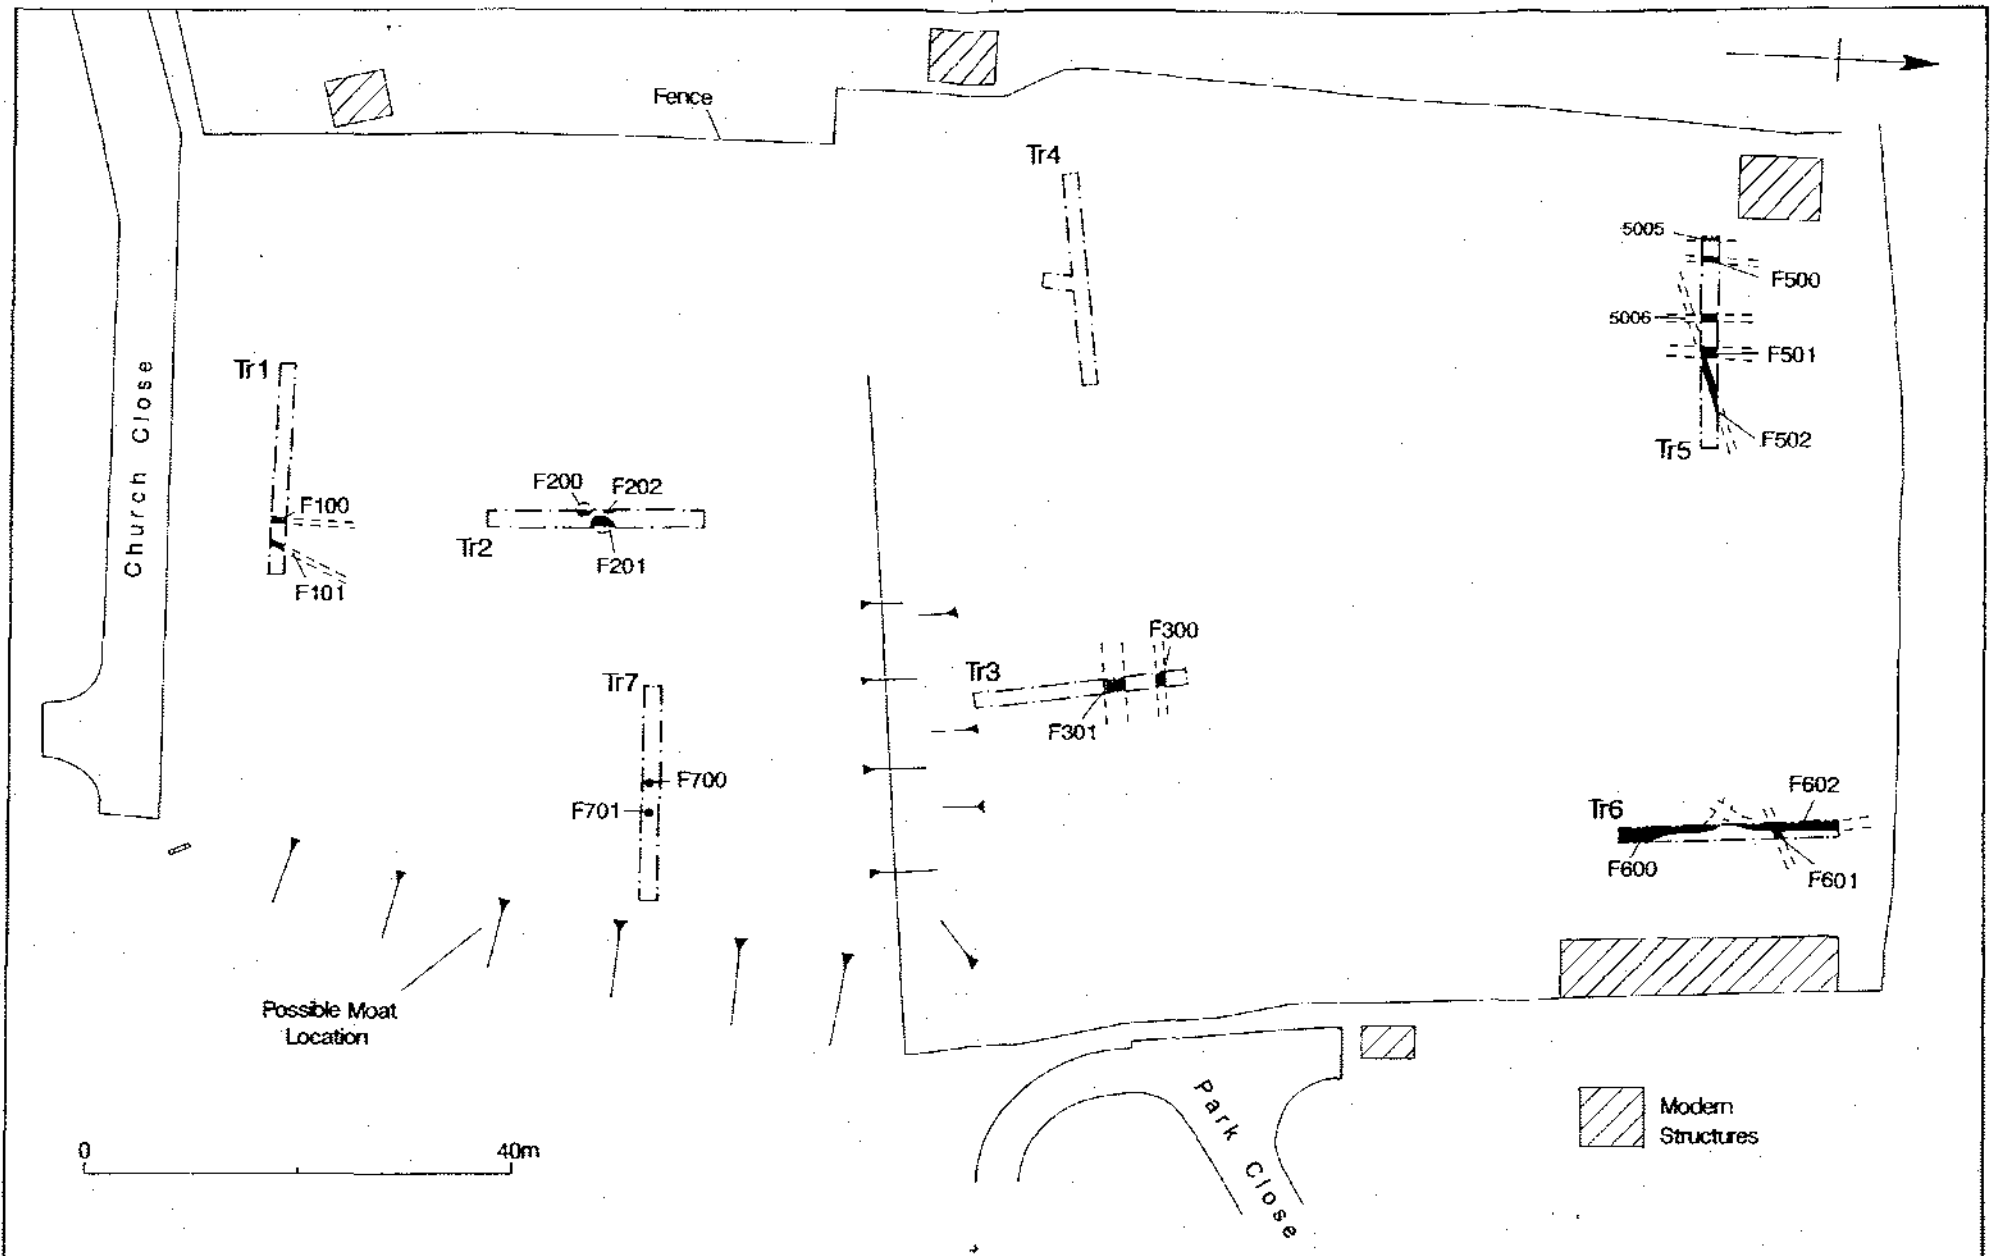 Fence
Tr4
5005
F500
5006
F501
F502
Tr5
Tr1
F100
F101
Church Close
F200
F202
Tr2
F201
F300
Tr3
F301
Tr7
F700
F701
Tr6
F602
F600
F601
Possible Moat
Location
Park Close
0
40m
Modern
Structures